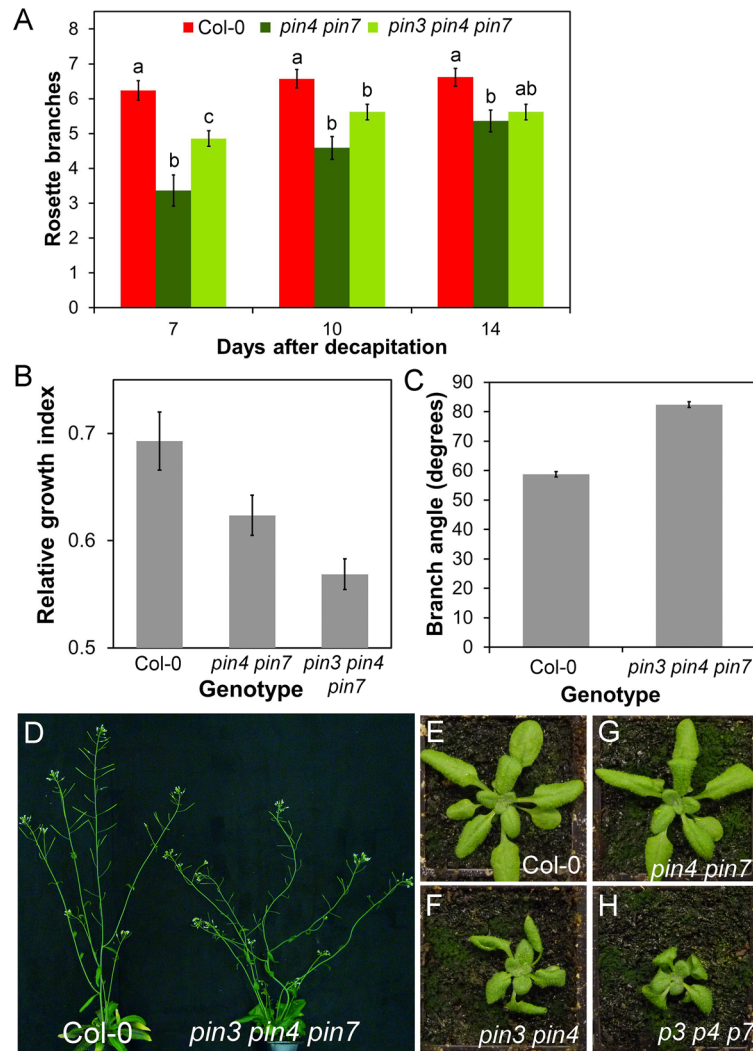 A
Col-0 pin4 pin7 pin3 pin4 pin7
Rosette branches
8
7
6
5
4
3
2
1
0
a
b
c
a
b
b
a
b
ab
7 10 14
Days after decapitation
B
Relative growth index
0.7
0.6
0.5
Col-0 pin4 pin7 pin3 pin4
pin7
Genotype
C
Branch angle (degrees)
90
80
70
60
50
40
30
20
10
0
Col-0 pin3 pin4 pin7
Genotype
D
Col-0 pin3 pin4 pin7
E
Col-0
G
pin4 pin7
F
pin3 pin4
H
p3 p4 p7